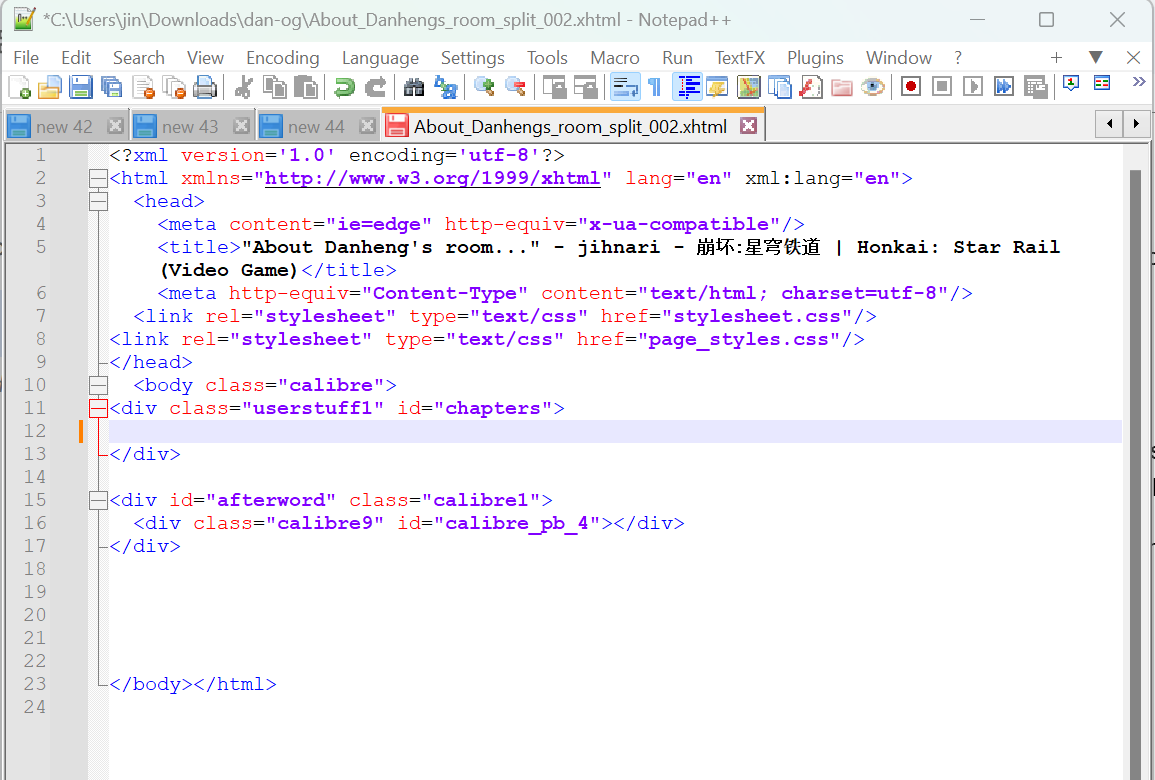 *C:\Users\jin\Downloads\dan-og\About_Danhengs_room_split_002.xhtml - Notepad++
File Edit Search View Encoding Language Settings Tools Macro Run TextFX Plugins Window ?
new 42 new 43 new 44 About_Danhengs_room_split_002.xhtml
1 <?xml version='1.0' encoding='utf-8'?>
2 <html xmlns="http://www.w3.org/1999/xhtml" lang="en" xml:lang="en">
3 <head>
4 <meta content="ie=edge" http-equiv="x-ua-compatible"/>
5 <title>"About Danheng's room..." - jihnari - 崩坏:星穹铁道 | Honkai: Star Rail
(Video Game)</title>
6 <meta http-equiv="Content-Type" content="text/html; charset=utf-8"/>
7 <link rel="stylesheet" type="text/css" href="stylesheet.css"/>
8 <link rel="stylesheet" type="text/css" href="page_styles.css"/>
9 </head>
10 <body class="calibre">
11 <div class="userstuff1" id="chapters">
12
13 </div>
14
15 <div id="afterword" class="calibre1">
16 <div class="calibre9" id="calibre_pb_4"></div>
17 </div>
18
19
20
21
22
23 </body></html>
24